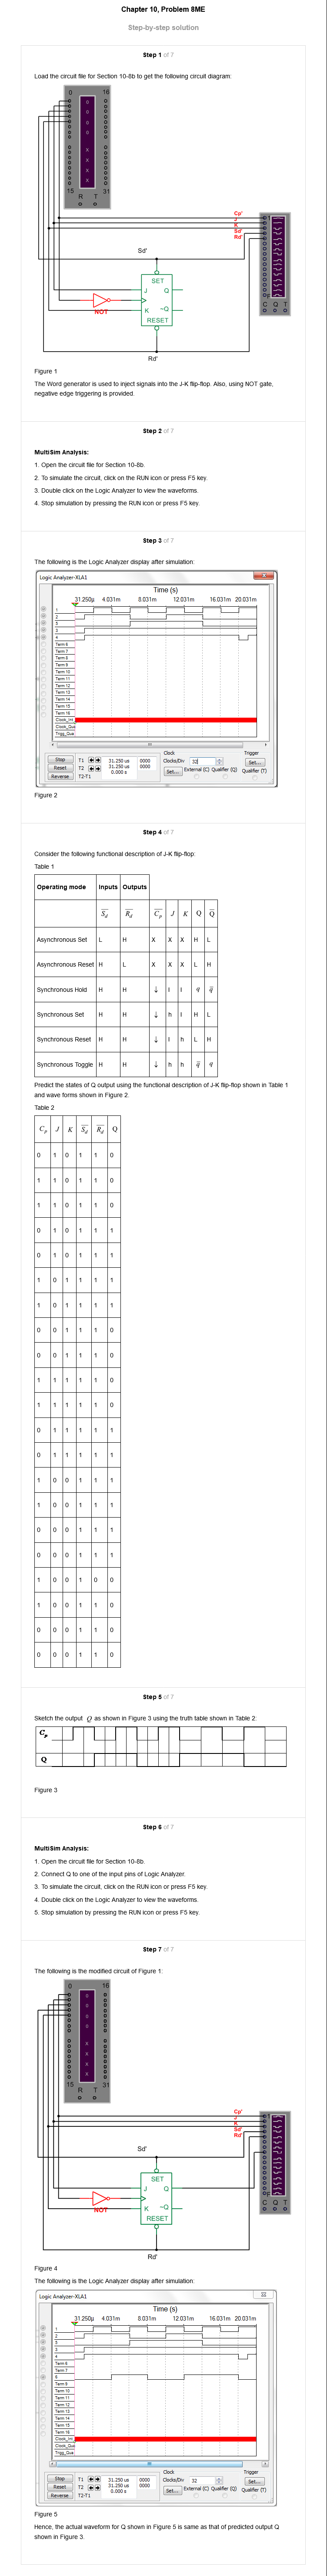 Chapter 10, Problem 8ME
Step-by-step solution
Step 1 of 7
Load the circuit file for Section 10-8b to get the following circuit diagram:
0 16
15 31
R T
Cp'
J
K
Sd'
Rd'
Sd'
SET
J Q
NOT
K ~Q
RESET
Rd'
C Q T
Figure 1
The Word generator is used to inject signals into the J-K flip-flop. Also, using NOT gate,
negative edge triggering is provided.
Step 2 of 7
MultiSim Analysis:
1. Open the circuit file for Section 10-8b.
2. To simulate the circuit, click on the RUN icon or press F5 key.
3. Double click on the Logic Analyzer to view the waveforms.
4. Stop simulation by pressing the RUN icon or press F5 key.
Step 3 of 7
The following is the Logic Analyzer display after simulation:
Logic Analyzer-XLA1
Time (s)
31.250µ 4.031m 8.031m 12.031m 16.031m 20.031m
1
2
3
3
4
Term 6
Term 7
Term 8
Term 9
Term 10
Term 11
Term 12
Term 13
Term 14
Term 15
Term 16
Clock_Int
Clock_Qua
Trigg_Qua
Stop
Reset
Reverse
T1 31.250 us 0000
T2 31.250 us 0000
T2-T1 0.000 s
Clock
Clocks/Div 32
Set... External (C) Qualifier (Q)
Trigger
Set...
Qualifier (T)
Figure 2
Step 4 of 7
Consider the following functional description of J-K flip-flop:
Table 1
Operating mode Inputs Outputs
S̅d R̅d C̅p J K Q Q̅
Asynchronous Set L H X X X H L
Asynchronous Reset H L X X X L H
Synchronous Hold H H ↓ l l q q̅
Synchronous Set H H ↓ h l H L
Synchronous Reset H H ↓ l h L H
Synchronous Toggle H H ↓ h h q̅ q
Predict the states of Q output using the functional description of J-K flip-flop shown in Table 1
and wave forms shown in Figure 2.
Table 2
Cp J K S̅d R̅d Q
0 1 0 1 1 0
1 1 0 1 1 0
1 1 0 1 1 0
0 1 0 1 1 1
0 1 0 1 1 1
1 0 1 1 1 1
1 0 1 1 1 1
0 0 1 1 1 0
0 0 1 1 1 0
1 1 1 1 1 0
1 1 1 1 1 0
0 1 1 1 1 1
0 1 1 1 1 1
1 0 0 1 1 1
1 0 0 1 1 1
0 0 0 1 1 1
0 0 0 1 1 1
1 0 0 1 0 0
1 0 0 1 1 0
0 0 0 1 1 0
0 0 0 1 1 0
Step 5 of 7
Sketch the output Q as shown in Figure 3 using the truth table shown in Table 2:
Cp
Q
Figure 3
Step 6 of 7
MultiSim Analysis:
1. Open the circuit file for Section 10-8b.
2. Connect Q to one of the input pins of Logic Analyzer.
3. To simulate the circuit, click on the RUN icon or press F5 key.
4. Double click on the Logic Analyzer to view the waveforms.
5. Stop simulation by pressing the RUN icon or press F5 key.
Step 7 of 7
The following is the modified circuit of Figure 1:
0 16
15 31
R T
Cp'
J
K
Sd'
Rd'
Sd'
SET
J Q
NOT
K ~Q
RESET
Rd'
C Q T
Figure 4
The following is the Logic Analyzer display after simulation:
Logic Analyzer-XLA1
Time (s)
31.250µ 4.031m 8.031m 12.031m 16.031m 20.031m
Term 6
Term 7
Term 9
Term 10
Term 11
Term 12
Term 13
Term 14
Term 15
Term 16
Clock_Int
Clock_Qua
Trigg_Qua
Stop
Reset
Reverse
T1 31.250 us 0000
T2 31.250 us 0000
T2-T1 0.000 s
Clock
Clocks/Div 32
Set... External (C) Qualifier (Q)
Trigger
Set...
Qualifier (T)
Figure 5
Hence, the actual waveform for Q shown in Figure 5 is same as that of predicted output Q
shown in Figure 3.